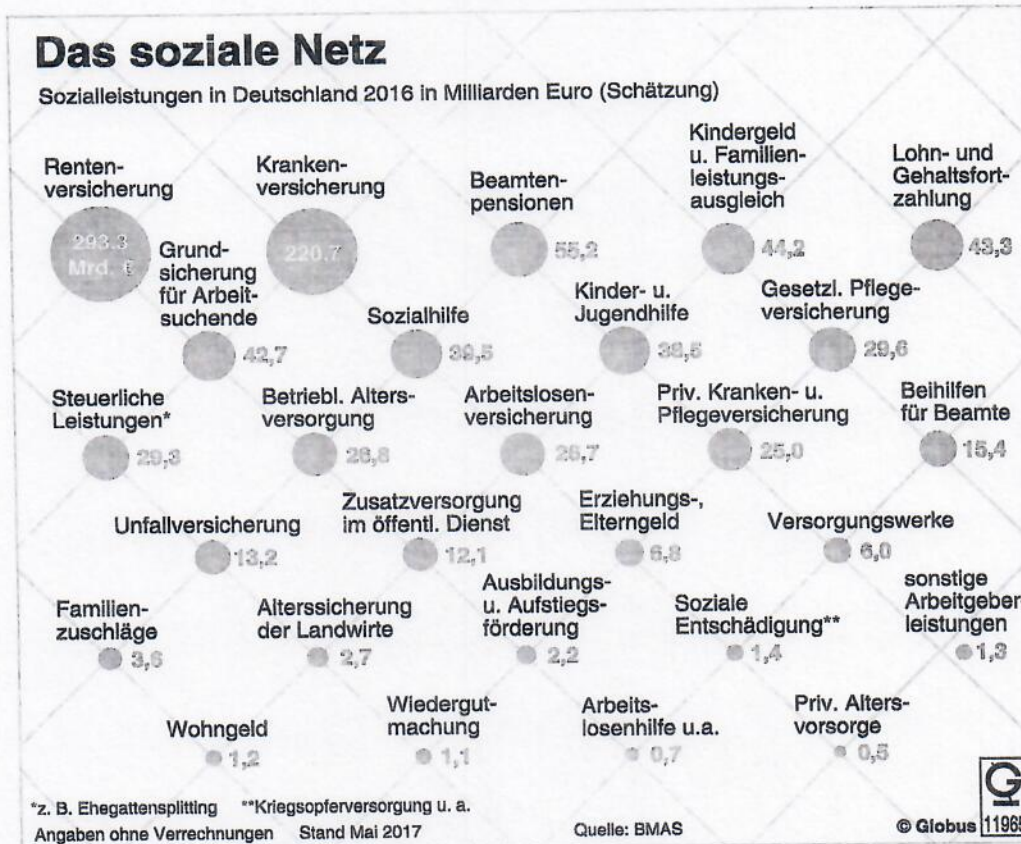 Das soziale Netz
Sozialleistungen in Deutschland 2016 in Milliarden Euro (Schätzung)
Renten-
versicherung
293.3
Mrd. €
Kranken-
versicherung
220.7
Beamten-
pensionen
55,2
Kindergeld
u. Familien-
leistungs-
ausgleich
44,2
Lohn- und
Gehaltsfort-
zahlung
43,3
Grund-
sicherung
für Arbeit-
suchende
42,7
Sozialhilfe
39,5
Kinder- u.
Jugendhilfe
38,5
Gesetzl. Pflege-
versicherung
29,6
Steuerliche
Leistungen*
29,3
Betriebl. Alters-
versorgung
26,8
Arbeitslosen-
versicherung
26,7
Priv. Kranken- u.
Pflegeversicherung
25,0
Beihilfen
für Beamte
15,4
Unfallversicherung
13,2
Zusatzversorgung
im öffentl. Dienst
12,1
Erziehungs-,
Elterngeld
6,8
Versorgungswerke
6,0
Familien-
zuschläge
3,6
Alterssicherung
der Landwirte
2,7
Ausbildungs-
u. Aufstiegs-
förderung
2,2
Soziale
Entschädigung**
1,4
sonstige
Arbeitgeber
leistungen
1,3
Wohngeld
1,2
Wiedergut-
machung
1,1
Arbeits-
losenhilfe u.a.
0,7
Priv. Alters-
vorsorge
0,5
*z. B. Ehegattensplitting **Kriegsopferversorgung u. a.
Angaben ohne Verrechnungen Stand Mai 2017 Quelle: BMAS © Globus 11965